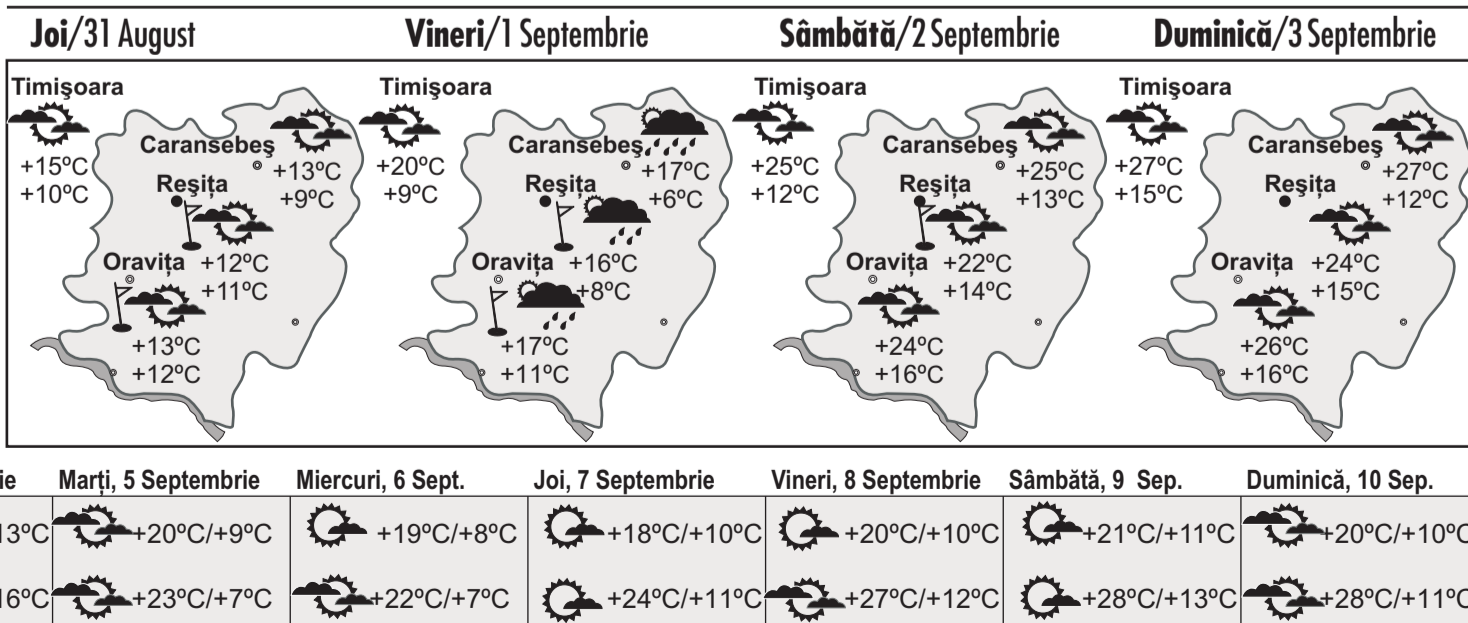 Joi/31 August
Vineri/1 Septembrie
Sâmbătă/2 Septembrie
Duminică/3 Septembrie
Timişoara
+15ºC
+10ºC
Caransebeş
+13ºC
+9ºC
Reşiţa
+12ºC
+11ºC
Oraviţa
+13ºC
+12ºC
Timişoara
+20ºC
+9ºC
Caransebeş
+17ºC
+6ºC
Reşiţa
+16ºC
+8ºC
Oraviţa
+17ºC
+11ºC
Timişoara
+25ºC
+12ºC
Caransebeş
+25ºC
+13ºC
Reşiţa
+22ºC
+14ºC
Oraviţa
+24ºC
+16ºC
Timişoara
+27ºC
+15ºC
Caransebeş
+27ºC
+12ºC
Reşiţa
+24ºC
+15ºC
Oraviţa
+26ºC
+16ºC
ie Marţi, 5 Septembrie Miercuri, 6 Sept. Joi, 7 Septembrie Vineri, 8 Septembrie Sâmbătă, 9 Sep. Duminică, 10 Sep.
13ºC +20ºC/+9ºC +19ºC/+8ºC +18ºC/+10ºC +20ºC/+10ºC +21ºC/+11ºC +20ºC/+10ºC
16ºC +23ºC/+7ºC +22ºC/+7ºC +24ºC/+11ºC +27ºC/+12ºC +28ºC/+13ºC +28ºC/+11ºC